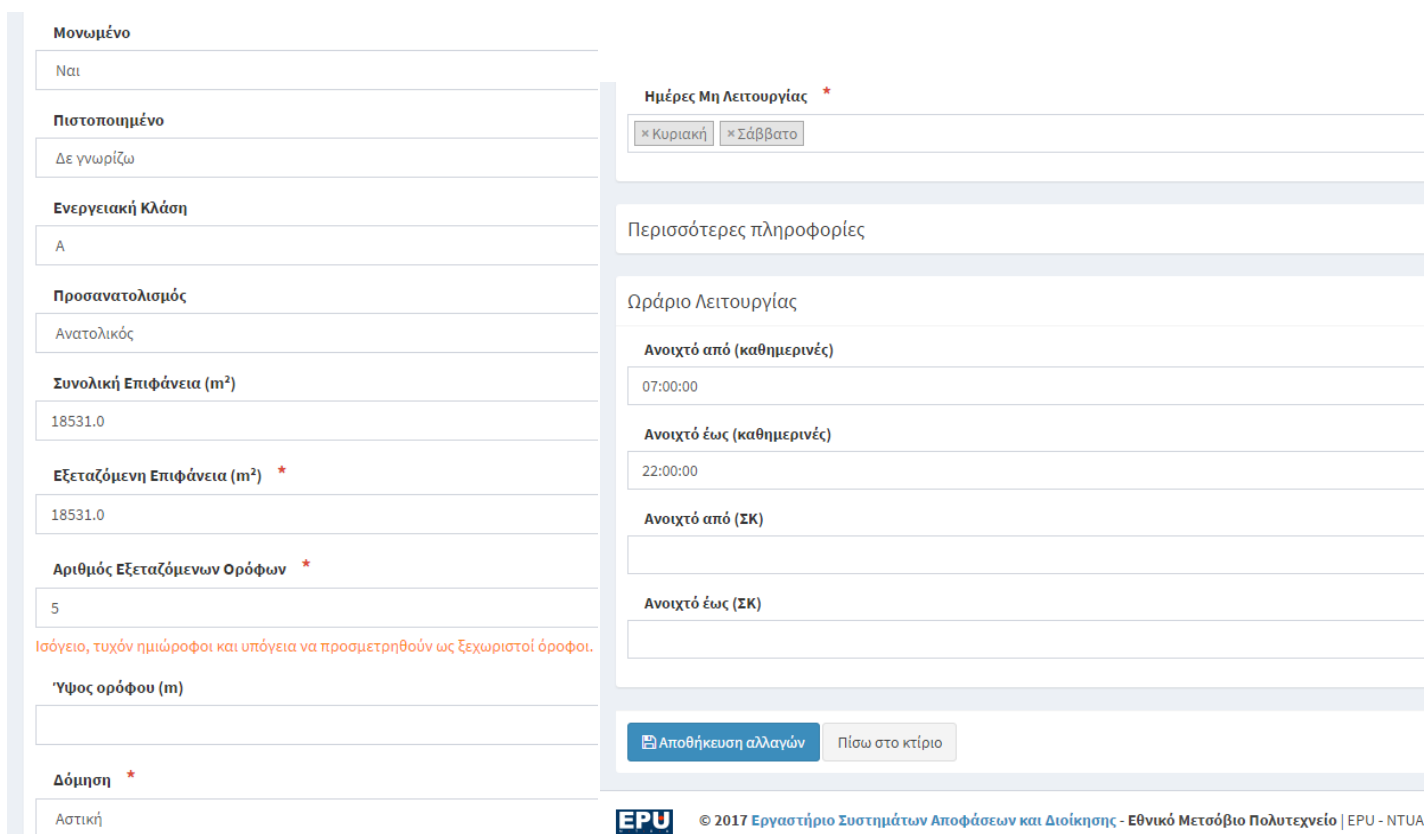 Μονωμένο
Ναι
Πιστοποιημένο
Δε γνωρίζω
Ενεργειακή Κλάση
Α
Προσανατολισμός
Ανατολικός
Συνολική Επιφάνεια (m²)
18531.0
Εξεταζόμενη Επιφάνεια (m²) *
18531.0
Αριθμός Εξεταζόμενων Ορόφων *
5
Ισόγειο, τυχόν ημιώροφοι και υπόγεια να προσμετρηθούν ως ξεχωριστοί όροφοι.
Ύψος ορόφου (m)
Δόμηση *
Αστική
Ημέρες Μη Λειτουργίας *
×Κυριακή ×Σάββατο
Περισσότερες πληροφορίες
Ωράριο Λειτουργίας
Ανοιχτό από (καθημερινές)
07:00:00
Ανοιχτό έως (καθημερινές)
22:00:00
Ανοιχτό από (ΣΚ)
Ανοιχτό έως (ΣΚ)
Αποθήκευση αλλαγών Πίσω στο κτίριο
EPU © 2017 Εργαστήριο Συστημάτων Αποφάσεων και Διοίκησης - Εθνικό Μετσόβιο Πολυτεχνείο | EPU - NTUA